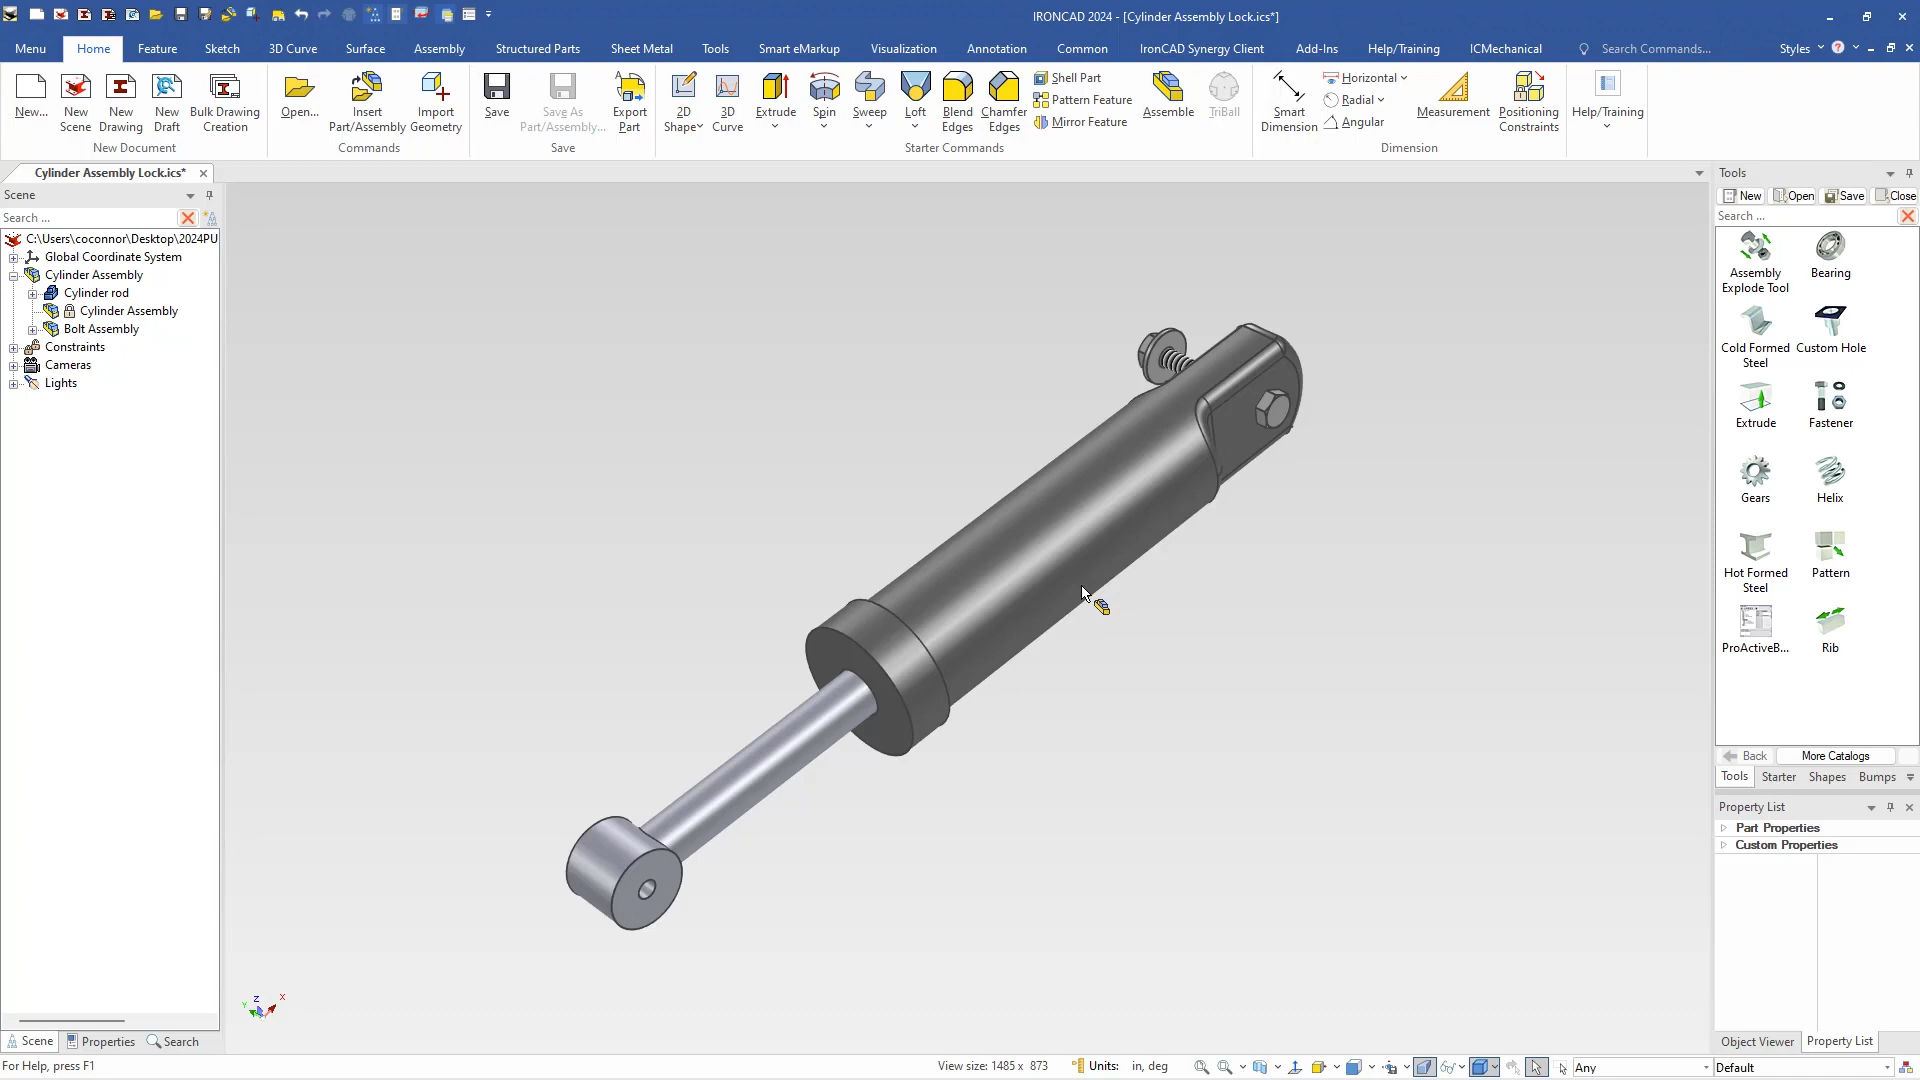 IRONCAD 2024 - [Cylinder Assembly Lock.ics*]
Menu Home Feature Sketch 3D Curve Surface Assembly Structured Parts Sheet Metal Tools Smart eMarkup Visualization Annotation Common IronCAD Synergy Client Add-Ins Help/Training ICMechanical Search Commands... Styles
New... New Scene New Drawing New Draft Bulk Drawing Creation
New Document
Open... Insert Part/Assembly Import Geometry
Commands
Save Save As Part/Assembly... Export Part
Save
2D Shape 3D Curve Extrude Spin Sweep Loft Blend Edges Chamfer Edges
Shell Part
Pattern Feature
Mirror Feature
Assemble TriBall
Starter Commands
Smart Dimension
Horizontal
Radial
Angular
Measurement Positioning Constraints
Dimension
Help/Training
Cylinder Assembly Lock.ics*
Scene
Search ...
C:\Users\coconnor\Desktop\2024PU
Global Coordinate System
Cylinder Assembly
Cylinder rod
Cylinder Assembly
Bolt Assembly
Constraints
Cameras
Lights
Z X Y
Scene Properties Search
Tools
New Open Save Close
Search ...
Assembly Explode Tool Bearing
Cold Formed Steel Custom Hole
Extrude Fastener
Gears Helix
Hot Formed Steel Pattern
ProActiveB... Rib
Back More Catalogs
Tools Starter Shapes Bumps
Property List
Part Properties
Custom Properties
Object Viewer Property List
For Help, press F1 View size: 1485 x 873 Units: in, deg Any Default